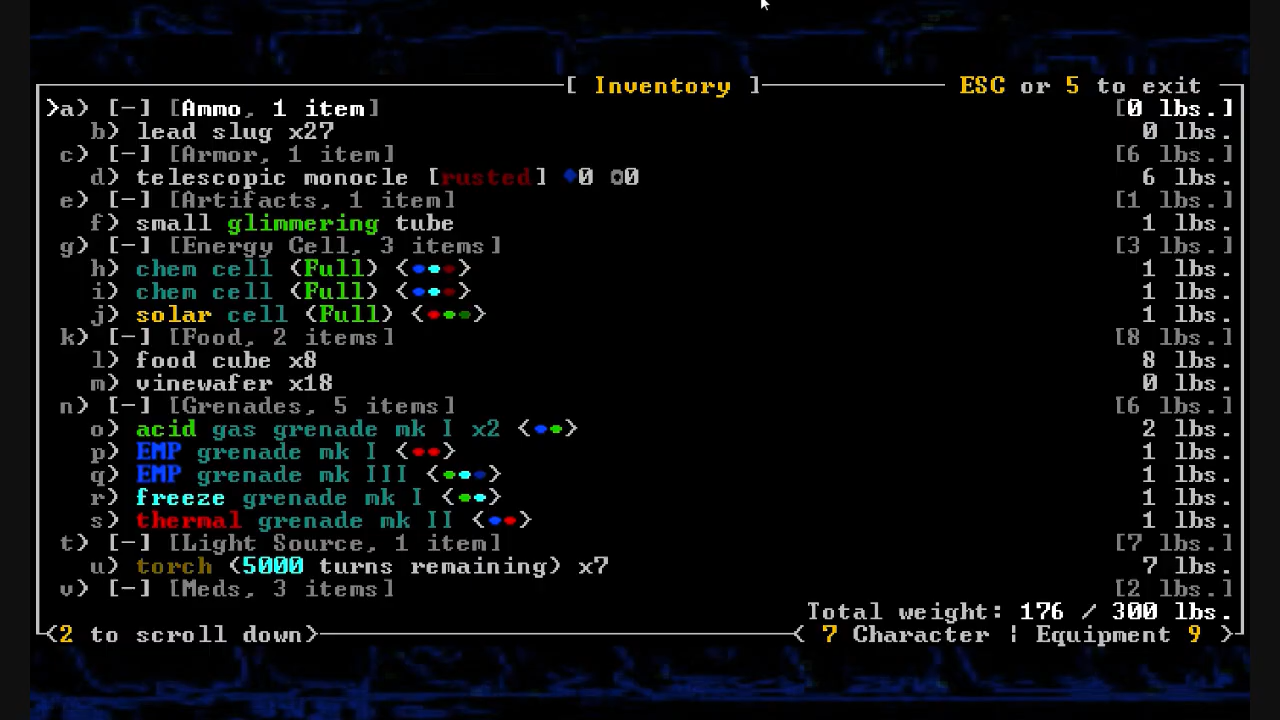 [ Inventory ] ESC or 5 to exit
>a) [-] [Ammo, 1 item] [0 lbs.]
b) lead slug x27 0 lbs.
c) [-] [Armor, 1 item] [6 lbs.]
d) telescopic monocle [rusted] ♦0 o0 6 lbs.
e) [-] [Artifacts, 1 item] [1 lbs.]
f) small glimmering tube 1 lbs.
g) [-] [Energy Cell, 3 items] [3 lbs.]
h) chem cell (Full) <•••> 1 lbs.
i) chem cell (Full) <•••> 1 lbs.
j) solar cell (Full) <•••> 1 lbs.
k) [-] [Food, 2 items] [8 lbs.]
l) food cube x8 8 lbs.
m) vinewafer x18 0 lbs.
n) [-] [Grenades, 5 items] [6 lbs.]
o) acid gas grenade mk I x2 <••> 2 lbs.
p) EMP grenade mk I <••> 1 lbs.
q) EMP grenade mk III <•••> 1 lbs.
r) freeze grenade mk I <••> 1 lbs.
s) thermal grenade mk II <••> 1 lbs.
t) [-] [Light Source, 1 item] [7 lbs.]
u) torch (5000 turns remaining) x7 7 lbs.
v) [-] [Meds, 3 items] [2 lbs.]
Total weight: 176 / 300 lbs.
<2 to scroll down> < 7 Character | Equipment 9 >